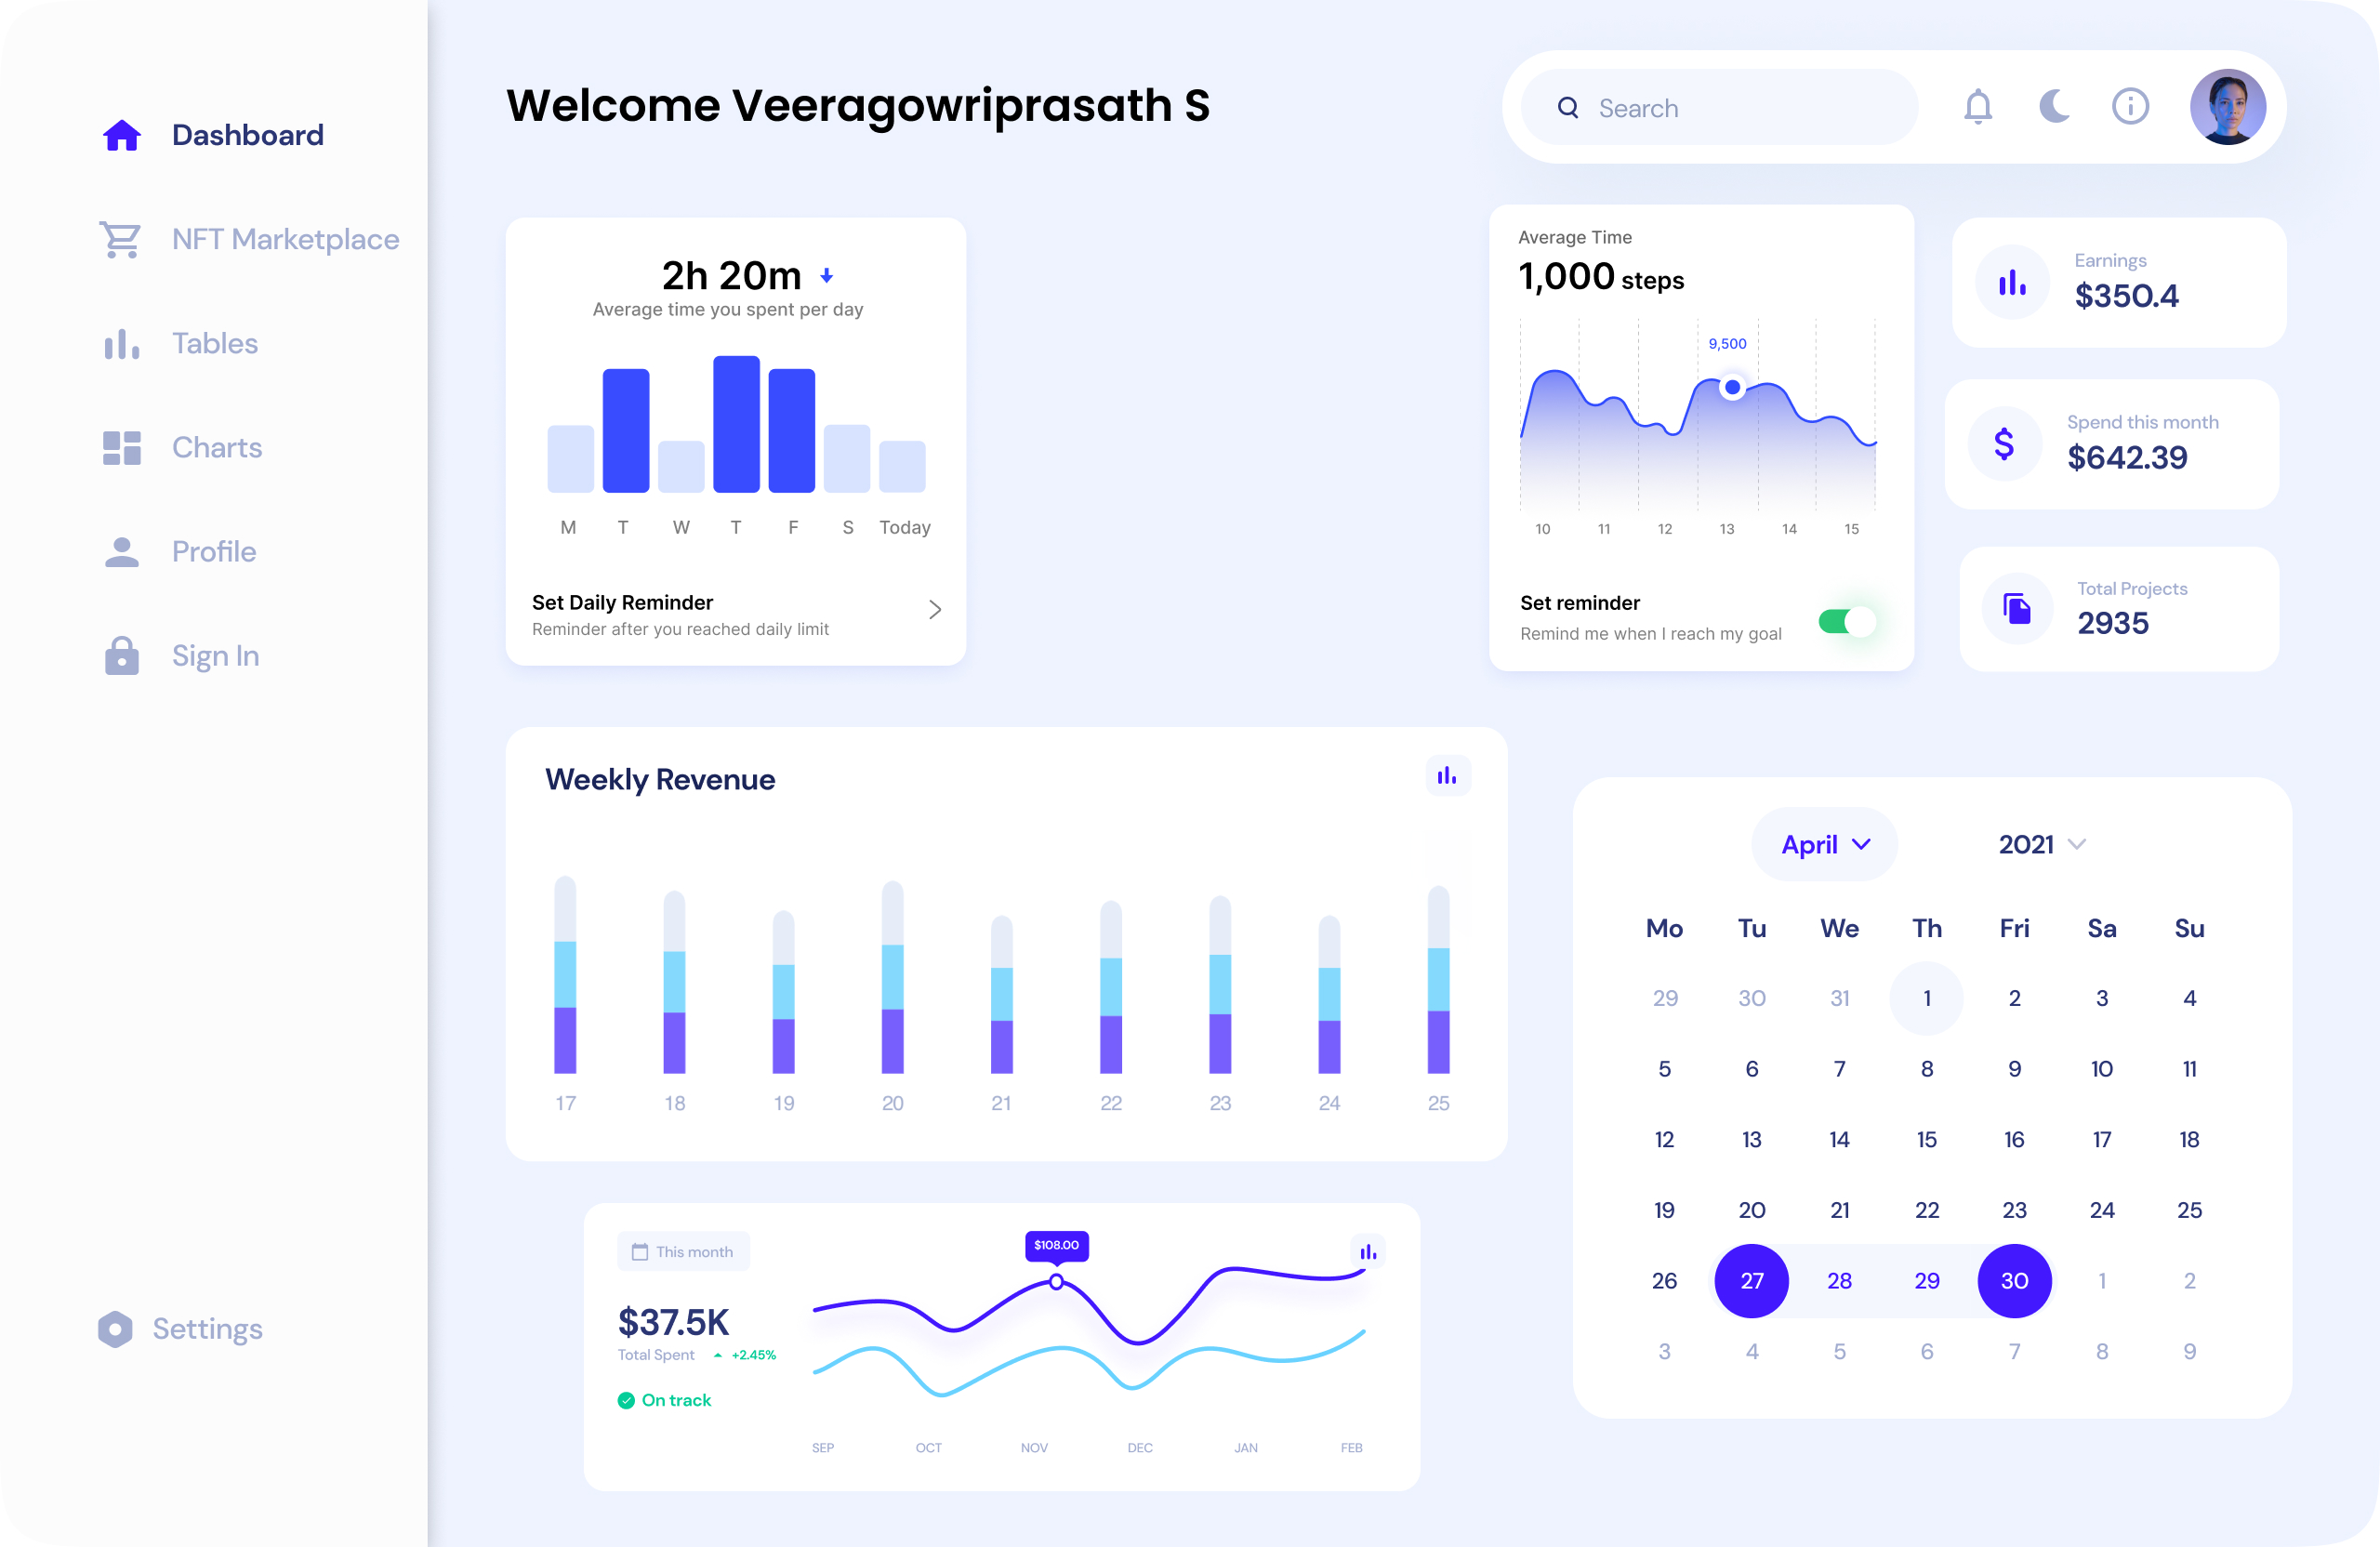 Dashboard
NFT Marketplace
Tables
Charts
Profile
Sign In
Settings
Welcome Veeragowriprasath S
Search
2h 20m
Average time you spent per day
M T W T F S Today
Set Daily Reminder
Reminder after you reached daily limit
Average Time
1,000 steps
9,500
10 11 12 13 14 15
Set reminder
Remind me when I reach my goal
Earnings
$350.4
Spend this month
$642.39
Total Projects
2935
Weekly Revenue
17 18 19 20 21 22 23 24 25
This month
$37.5K
Total Spent +2.45%
On track
$108.00
SEP OCT NOV DEC JAN FEB
April 2021
Mo Tu We Th Fri Sa Su
29 30 31 1 2 3 4
5 6 7 8 9 10 11
12 13 14 15 16 17 18
19 20 21 22 23 24 25
26 27 28 29 30 1 2
3 4 5 6 7 8 9